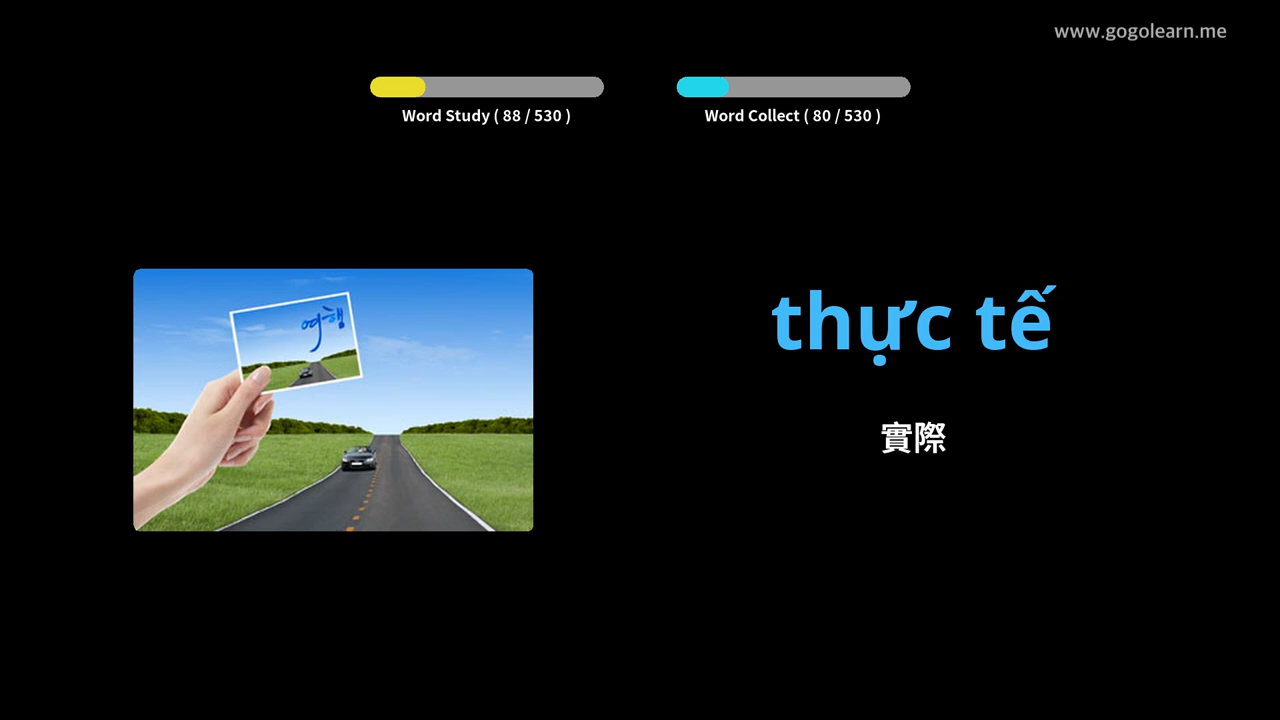 www.gogolearn.me
Word Study ( 88 / 530 )
Word Collect ( 80 / 530 )
여행
thực tế
實際